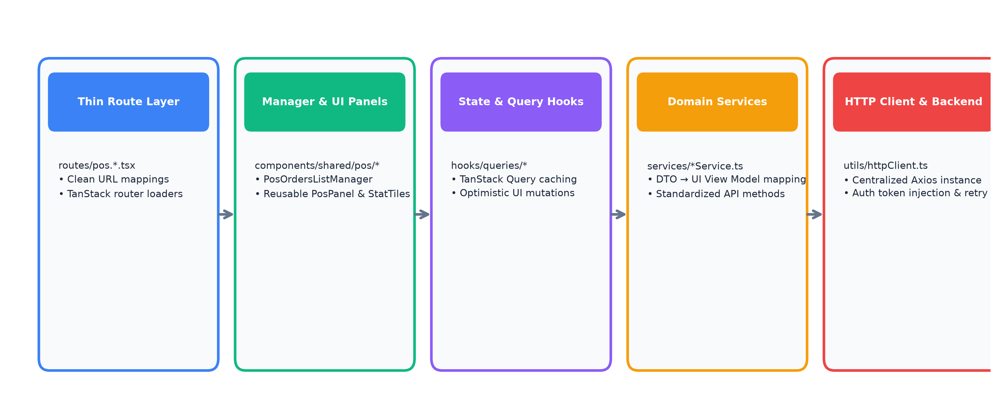 Thin Route Layer
routes/pos.*.tsx
• Clean URL mappings
• TanStack router loaders
Manager & UI Panels
components/shared/pos/*
• PosOrdersListManager
• Reusable PosPanel & StatTiles
State & Query Hooks
hooks/queries/*
• TanStack Query caching
• Optimistic UI mutations
Domain Services
services/*Service.ts
• DTO → UI View Model mapping
• Standardized API methods
HTTP Client & Backend
utils/httpClient.ts
• Centralized Axios instance
• Auth token injection & retry